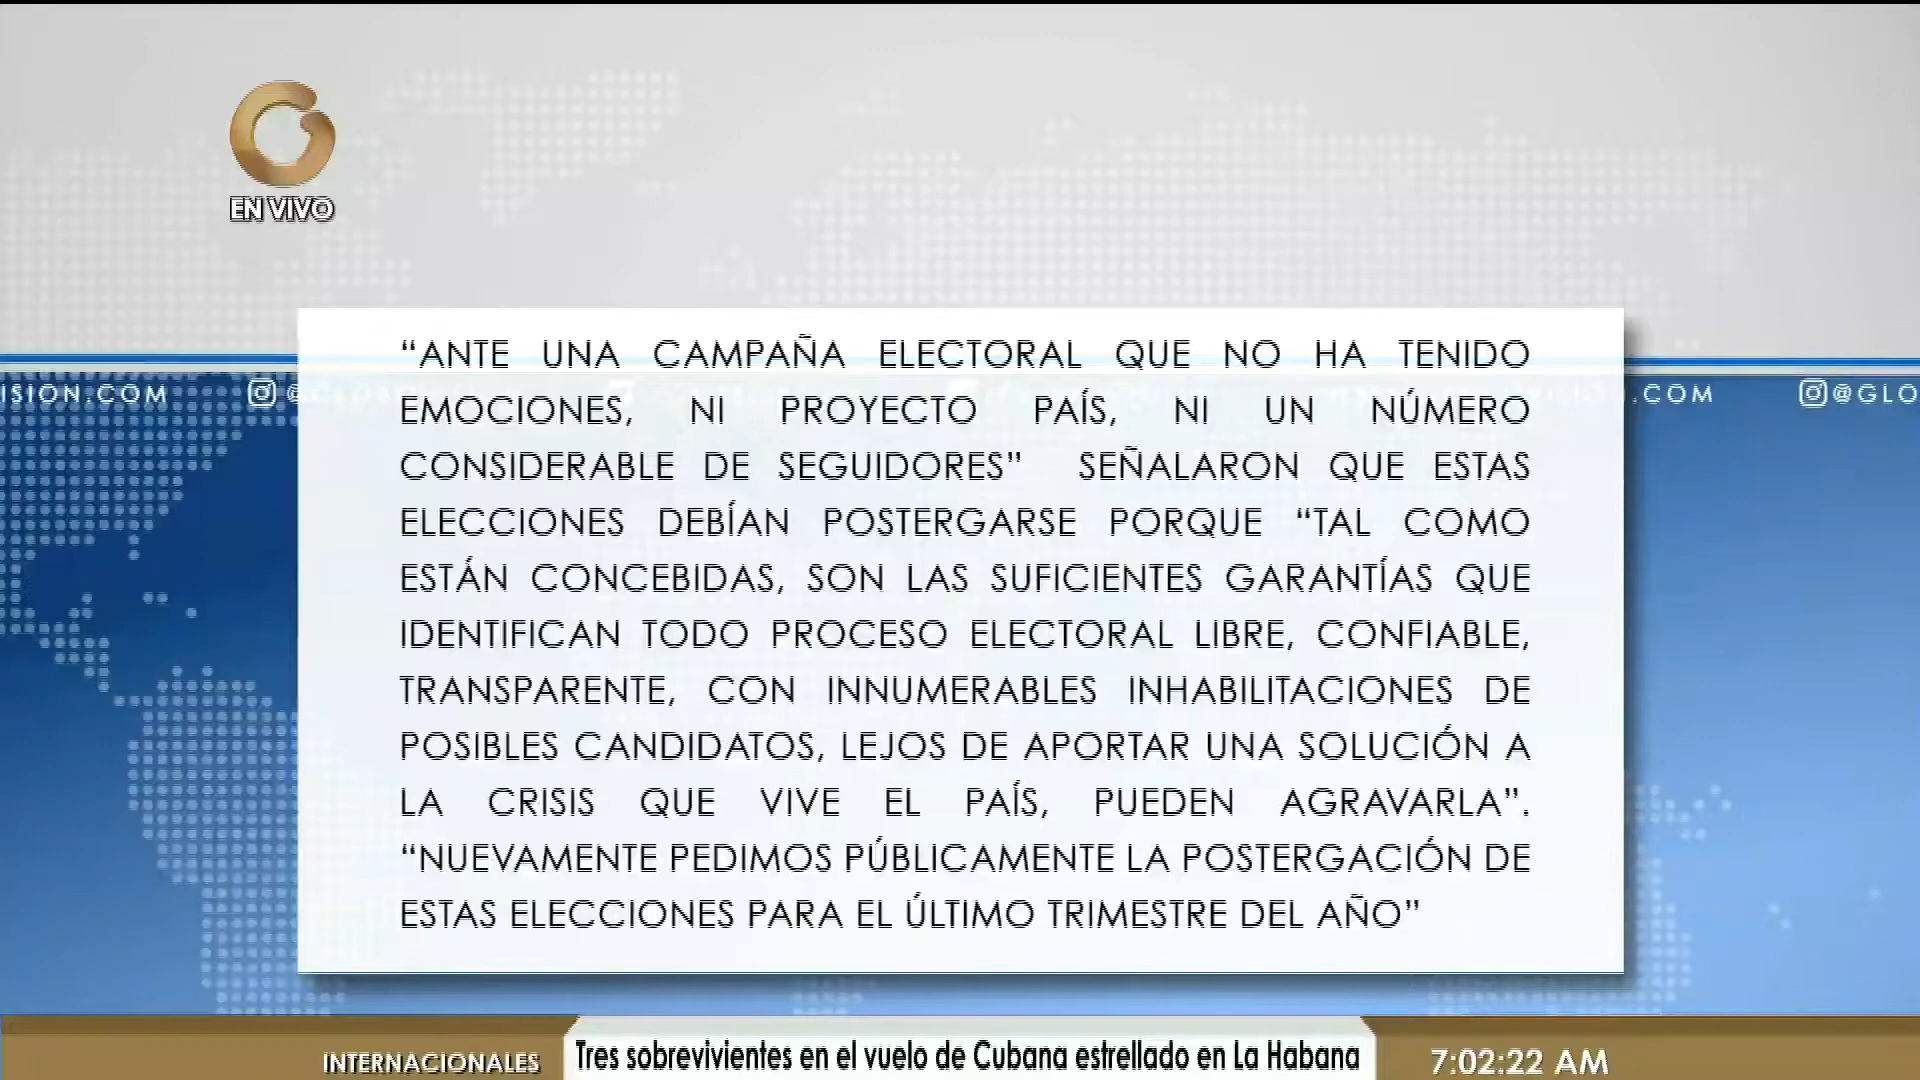 EN VIVO
ISION.COM
@GLO
.COM
@GLO
“ANTE UNA CAMPAÑA ELECTORAL QUE NO HA TENIDO
EMOCIONES, NI PROYECTO PAÍS, NI UN NÚMERO
CONSIDERABLE DE SEGUIDORES” SEÑALARON QUE ESTAS
ELECCIONES DEBÍAN POSTERGARSE PORQUE “TAL COMO
ESTÁN CONCEBIDAS, SON LAS SUFICIENTES GARANTÍAS QUE
IDENTIFICAN TODO PROCESO ELECTORAL LIBRE, CONFIABLE,
TRANSPARENTE, CON INNUMERABLES INHABILITACIONES DE
POSIBLES CANDIDATOS, LEJOS DE APORTAR UNA SOLUCIÓN A
LA CRISIS QUE VIVE EL PAÍS, PUEDEN AGRAVARLA”.
“NUEVAMENTE PEDIMOS PÚBLICAMENTE LA POSTERGACIÓN DE
ESTAS ELECCIONES PARA EL ÚLTIMO TRIMESTRE DEL AÑO”
INTERNACIONALES
Tres sobrevivientes en el vuelo de Cubana estrellado en La Habana
7:02:22 AM